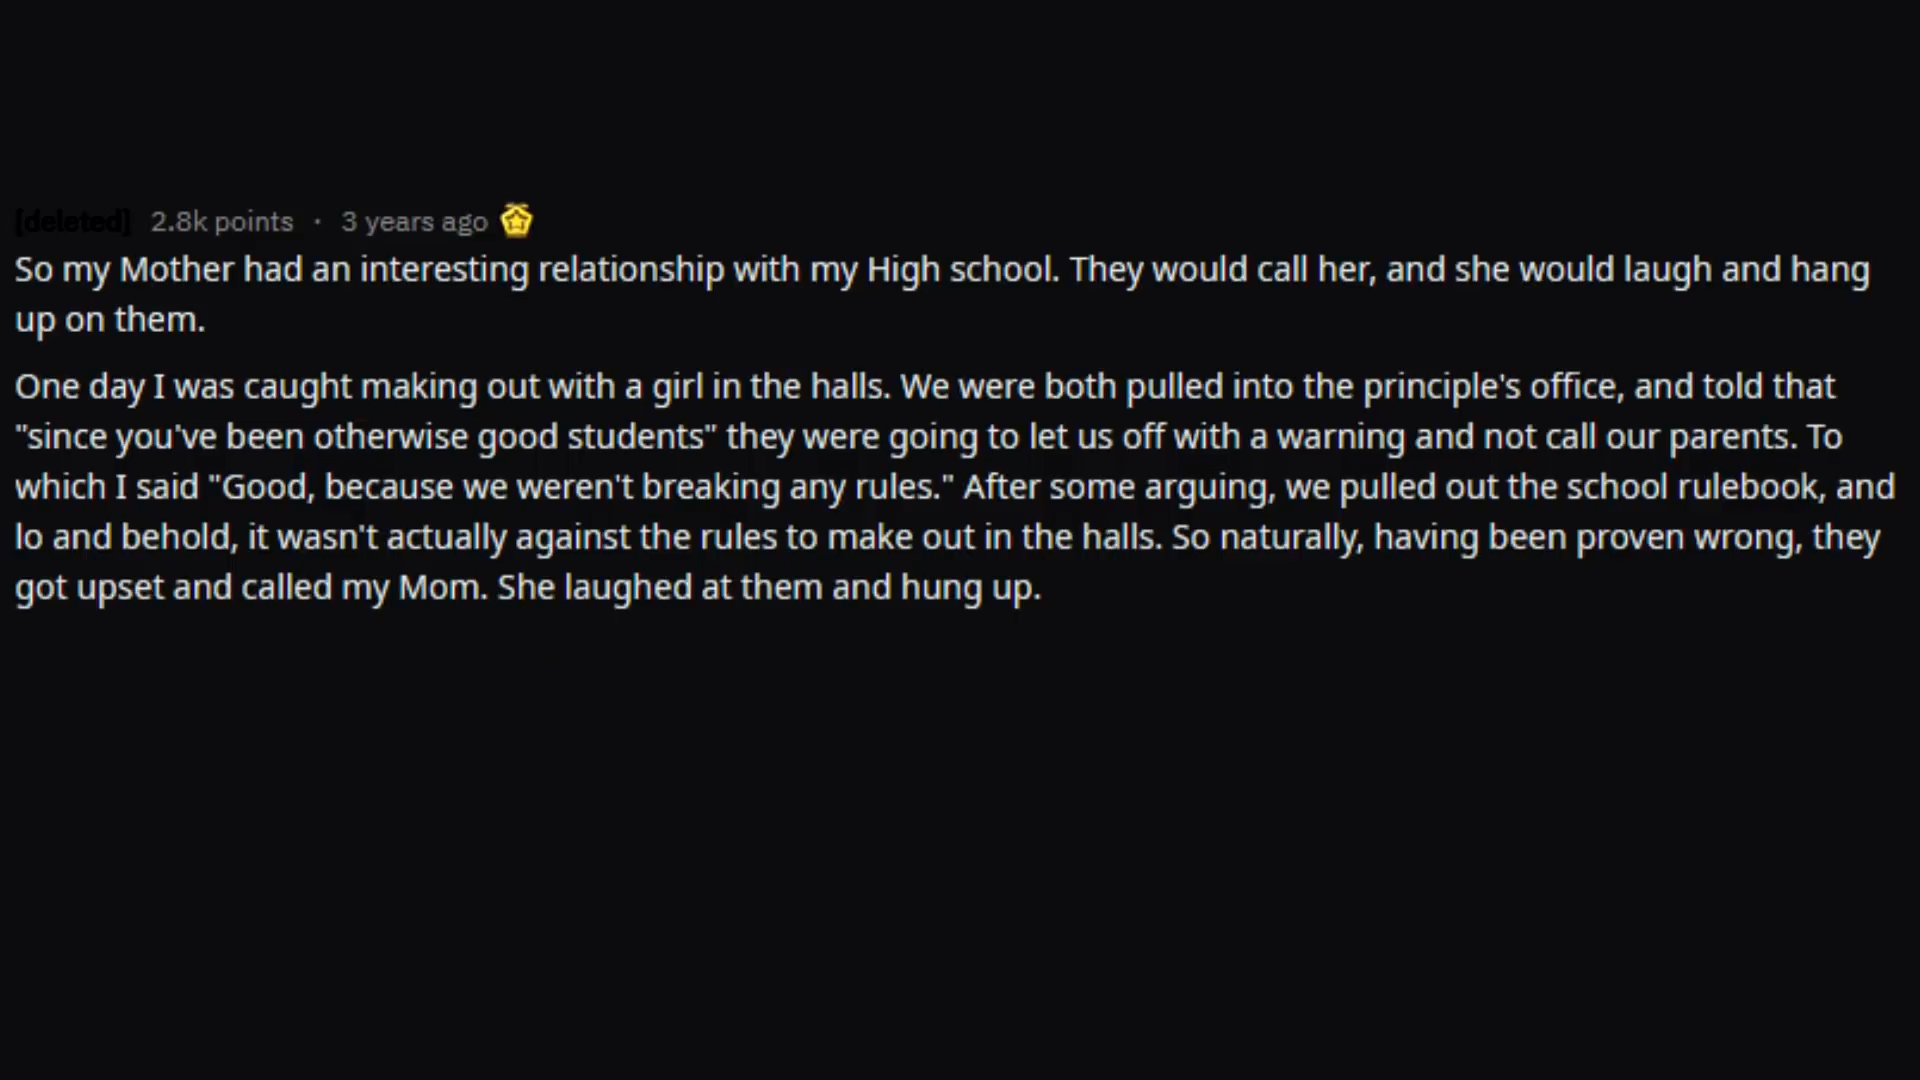 [deleted] 2.8k points · 3 years ago
So my Mother had an interesting relationship with my High school. They would call her, and she would laugh and hang
up on them.
One day I was caught making out with a girl in the halls. We were both pulled into the principle's office, and told that
"since you've been otherwise good students" they were going to let us off with a warning and not call our parents. To
which I said "Good, because we weren't breaking any rules." After some arguing, we pulled out the school rulebook, and
lo and behold, it wasn't actually against the rules to make out in the halls. So naturally, having been proven wrong, they
got upset and called my Mom. She laughed at them and hung up.